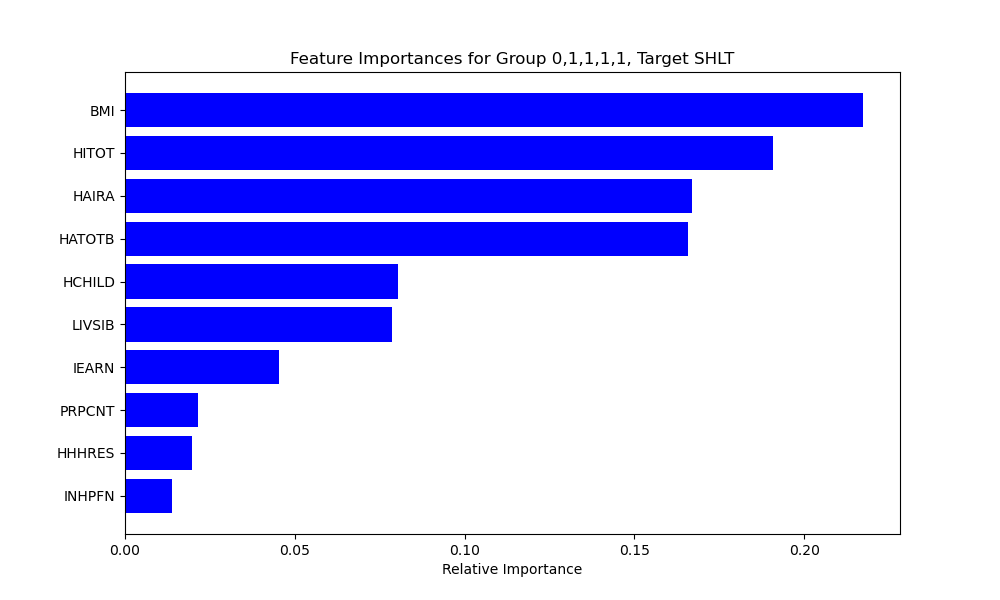 Feature Importances for Group 0,1,1,1,1, Target SHLT
BMI
HITOT
HAIRA
HATOTB
HCHILD
LIVSIB
IEARN
PRPCNT
HHHRES
INHPFN
0.00 0.05 0.10 0.15 0.20
Relative Importance